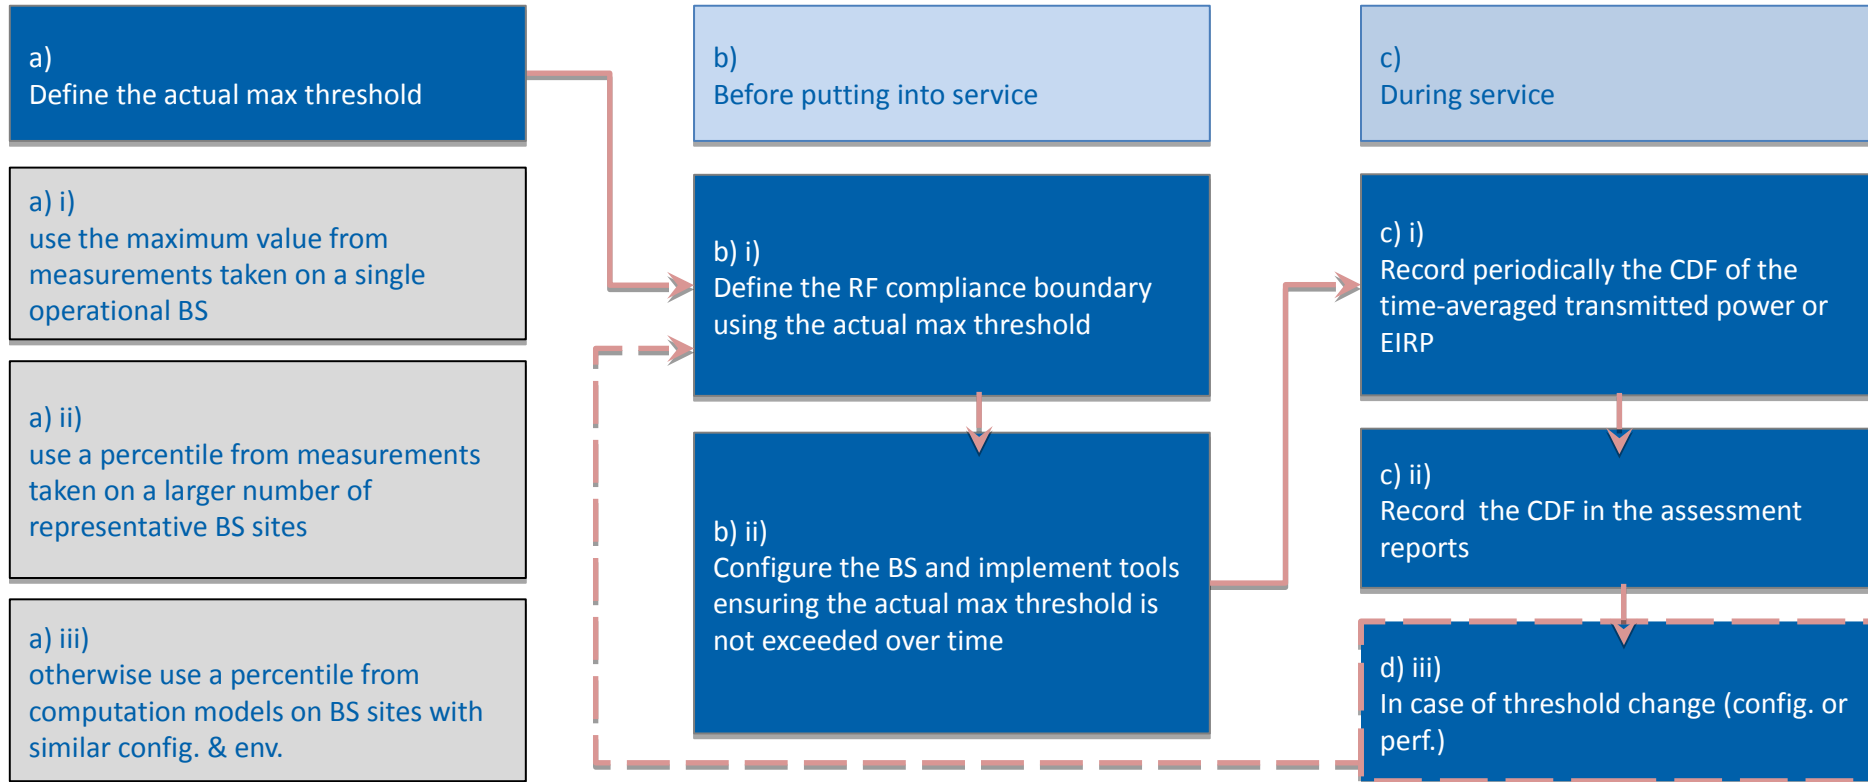 a)
Define the actual max threshold
a) i)
use the maximum value from
measurements taken on a single
operational BS
a) ii)
use a percentile from measurements
taken on a larger number of
representative BS sites
a) iii)
otherwise use a percentile from
computation models on BS sites with
similar config. & env.
b)
Before putting into service
b) i)
Define the RF compliance boundary
using the actual max threshold
b) ii)
Configure the BS and implement tools
ensuring the actual max threshold is
not exceeded over time
c)
During service
c) i)
Record periodically the CDF of the
time-averaged transmitted power or
EIRP
c) ii)
Record  the CDF in the assessment
reports
d) iii)
In case of threshold change (config. or
perf.)